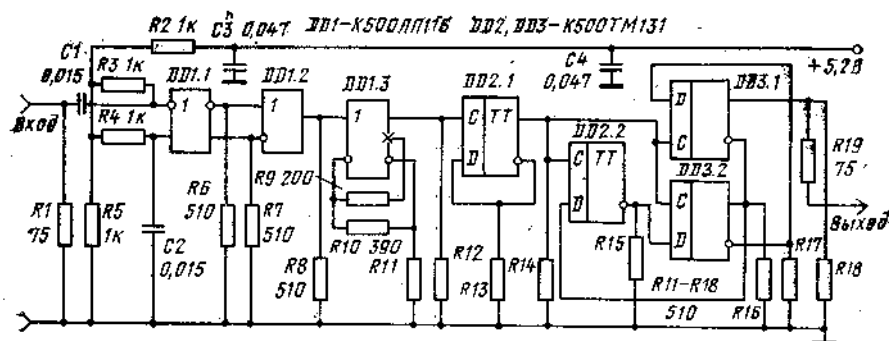 DD1-К500ЛП116 DD2, DD3-К500ТМ131
R2 1к
C3 0,047
C1
0,015
R3 1к
DD1.1
DD1.2
C4
0,047
+5,2В
DD2.1
DD3.1
Вход
R4 1к
1
1
DD1.3
1
C ТТ
D
D
C
DD2.2
R19
75
R9 200
C ТТ
D
DD3.2
C
D
Выход
R1
75
R5
1к
R6
510
R7
510
C2
0,015
R10 390
R8
510
R11
R12
R13
R14
R15
R11-R18
510
R16
R17
R18